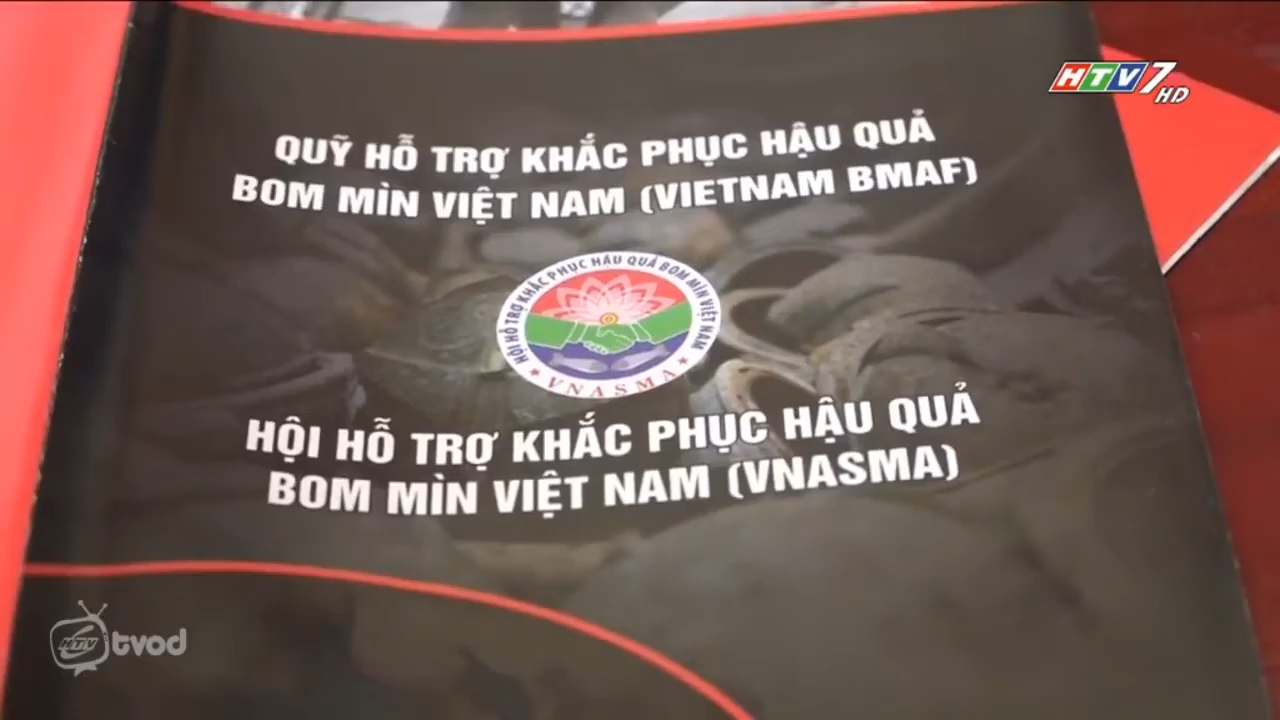 HTV7
HD
QUỸ HỖ TRỢ KHẮC PHỤC HẬU QUẢ
BOM MÌN VIỆT NAM (VIETNAM BMAF)
HỘI HỖ TRỢ KHẮC PHỤC HẬU QUẢ BOM MÌN VIỆT NAM
★ VNASMA ★
HỘI HỖ TRỢ KHẮC PHỤC HẬU QUẢ
BOM MÌN VIỆT NAM (VNASMA)
HTV tvod